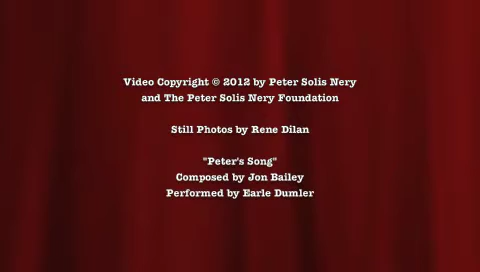 Video Copyright © 2012 by Peter Solis Nery
and The Peter Solis Nery Foundation
Still Photos by Rene Dilan
"Peter's Song"
Composed by Jon Bailey
Performed by Earle Dumler